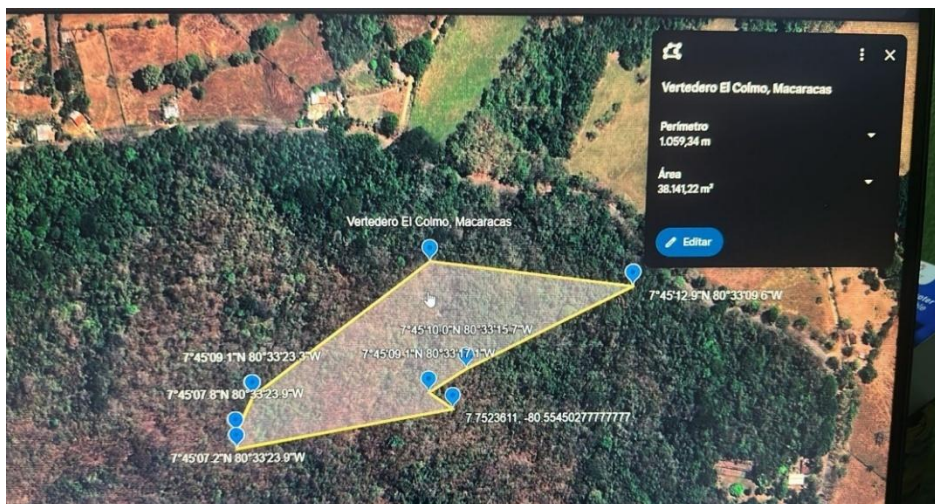 Vertedero El Colmo, Macaracas
Perímetro
1.059,34 m
Área
38.141,22 m²
Editar
Vertedero El Colmo, Macaracas
7°45'12.9"N 80°33'09.6"W
7°45'10.0"N 80°33'15.7"W
7°45'09.1"N 80°33'17.1"W
7°45'09.1"N 80°33'23.3"W
7°45'07.8"N 80°33'23.9"W
7.7523611, -80.55450277777777
7°45'07.2"N 80°33'23.9"W